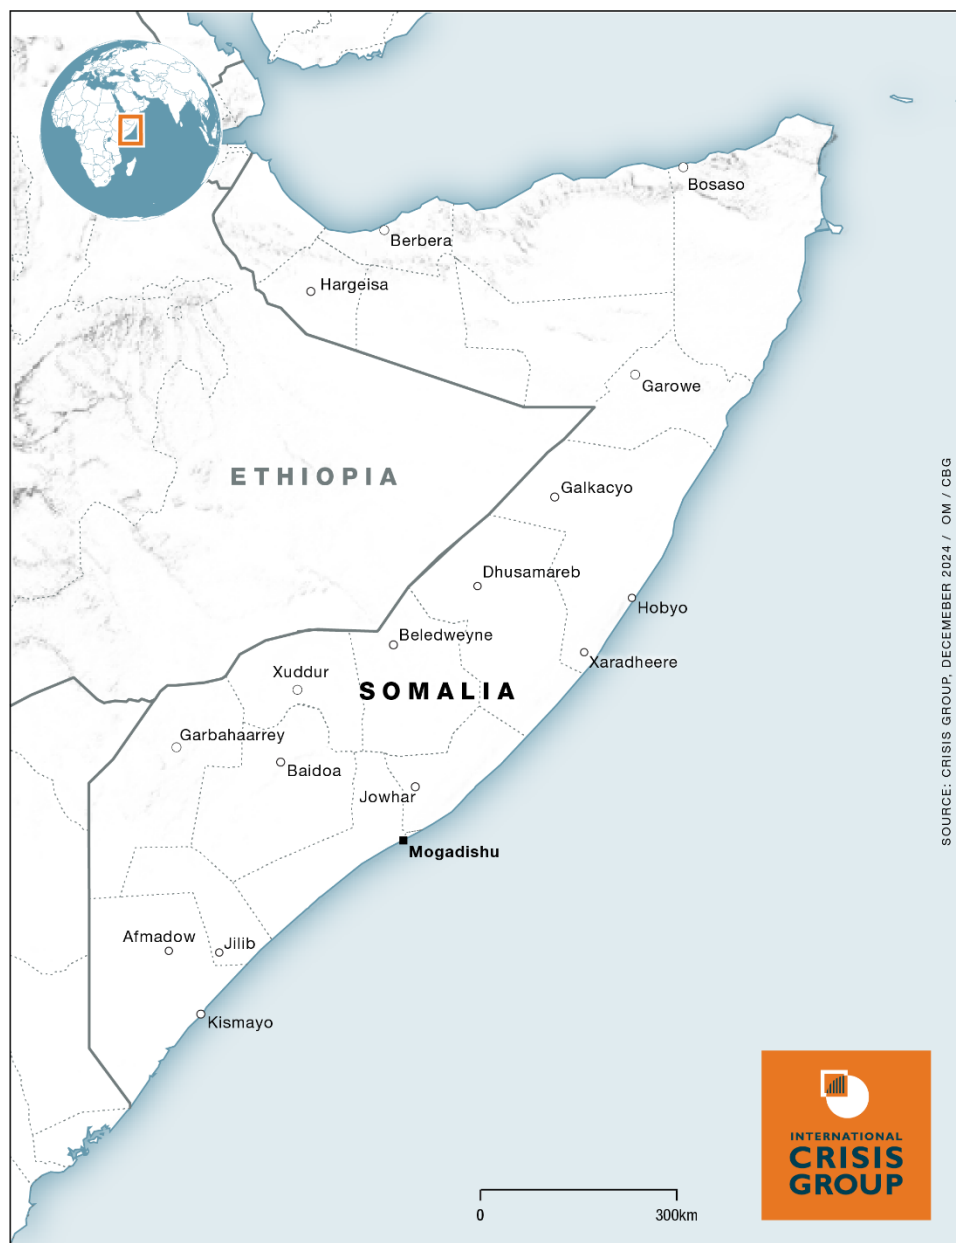 Bosaso
Berbera
Hargeisa
Garowe
ETHIOPIA
Galkacyo
Dhusamareb
Hobyo
Beledweyne
Xaradheere
Xuddur
SOMALIA
Garbahaarrey
Baidoa
Jowhar
Mogadishu
Afmadow
Jilib
Kismayo
SOURCE: CRISIS GROUP, DECEMEBER 2024 / OM / CBG
INTERNATIONAL
CRISIS
GROUP
0 300km